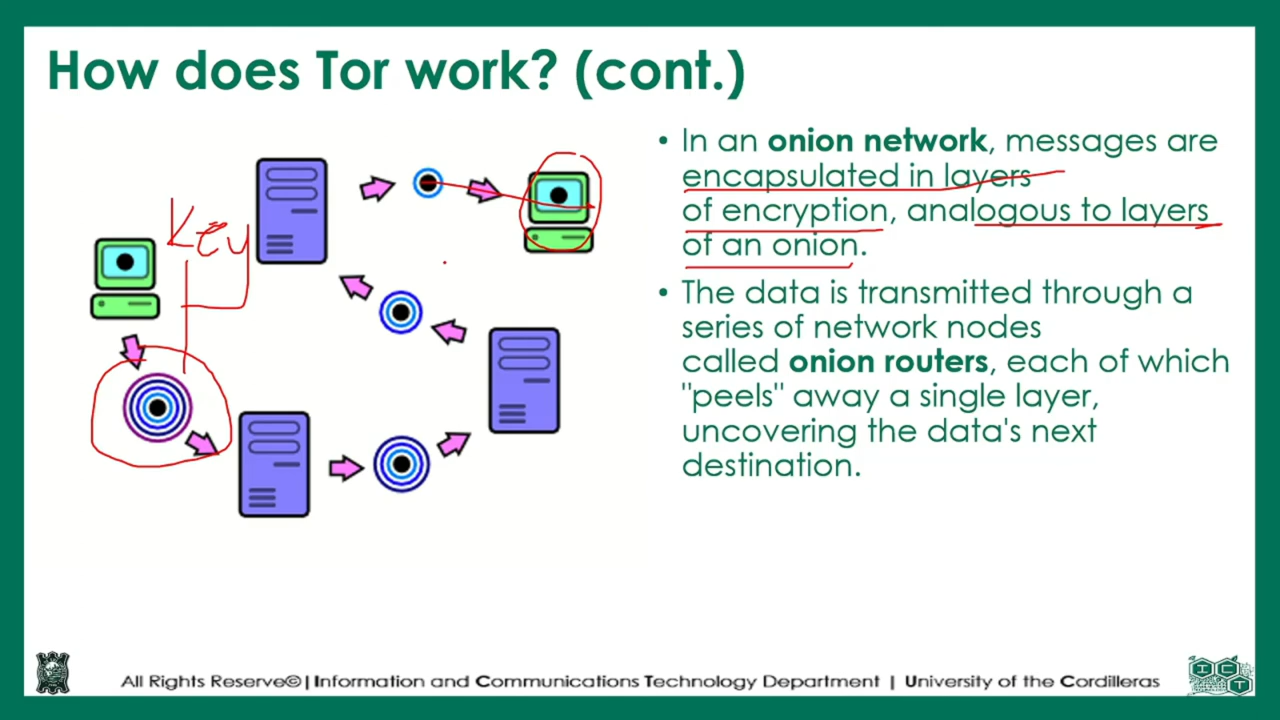 How does Tor work? (cont.)
Key
• In an onion network, messages are
encapsulated in layers
of encryption, analogous to layers
of an onion.
• The data is transmitted through a
series of network nodes
called onion routers, each of which
"peels" away a single layer,
uncovering the data's next
destination.
All Rights Reserve©| Information and Communications Technology Department | University of the Cordilleras
I C T